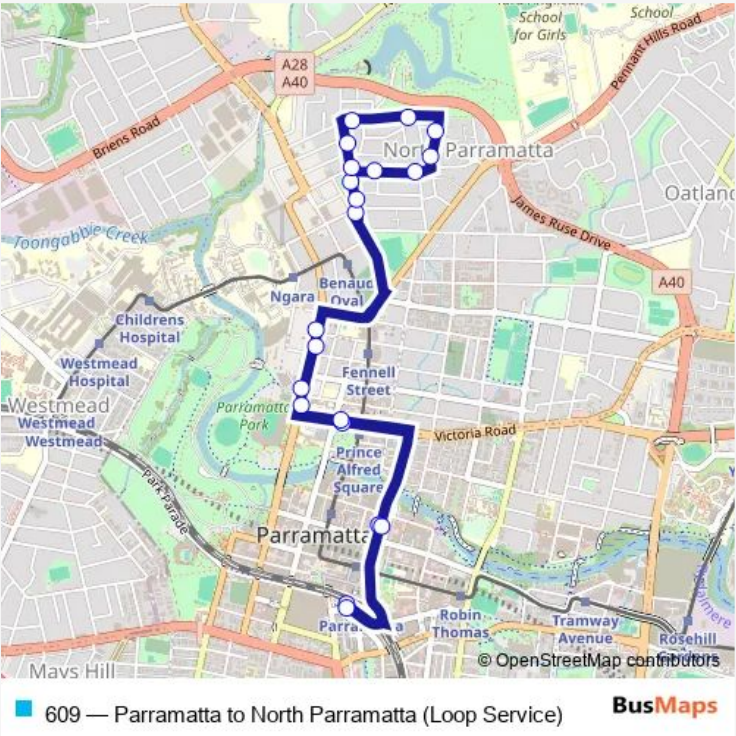 School
for Girls
School
Pennant Hills Road
A28
A40
Briens Road
North Parramatta
Oatland
Toongabbie Creek
James Ruse Drive
A40
Benaud
Oval
Ngara
Childrens
Hospital
Westmead
Hospital
Fennell
Street
Westmead
Westmead
Westmead
Parramatta
Park
Victoria Road
Prince
Alfred
Square
Park Parade
Parramatta
Robin
Thomas
Tramway
Avenue
Rosehill
Gardens
Mays Hill
© OpenStreetMap contributors
609 — Parramatta to North Parramatta (Loop Service)
BusMaps